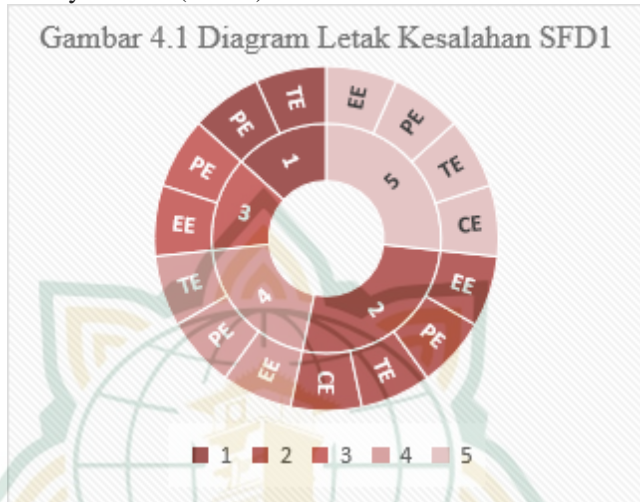 Gambar 4.1 Diagram Letak Kesalahan SFD1
EE
PE
TE
CE
5
EE
PE
TE
CE
2
EE
PE
TE
4
EE
PE
3
PE
TE
1
1 2 3 4 5